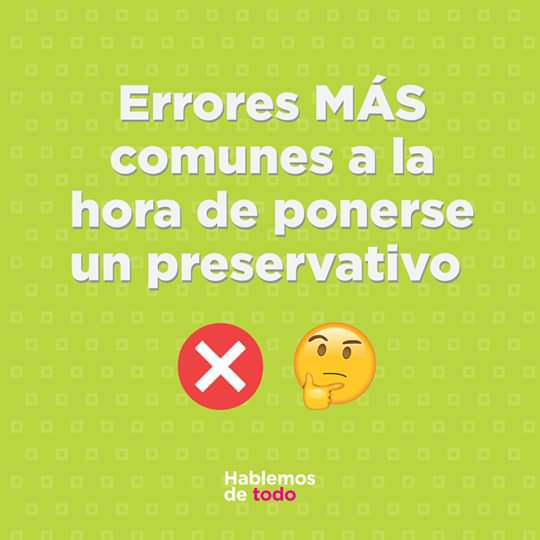 Errores MÁS
comunes a la
hora de ponerse
un preservativo
Hablemos
de todo